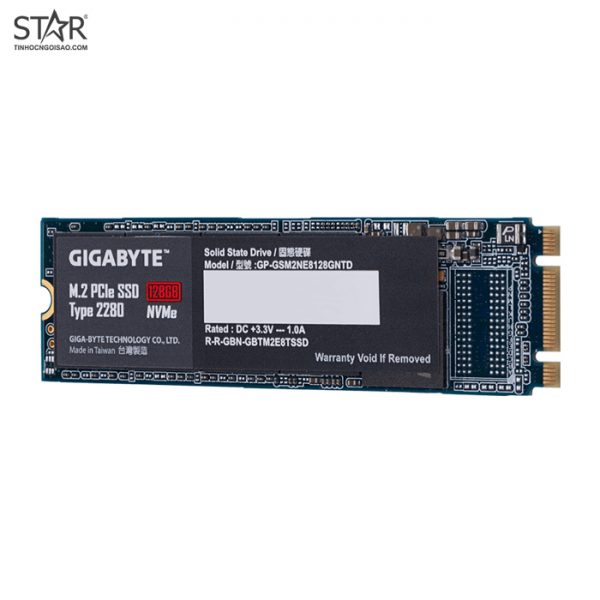 STAR
TINHOCNGOISAO.COM
GIGABYTE™
M.2 PCIe SSD 128GB
Type 2280 NVMe
GIGA-BYTE TECHNOLOGY CO., LTD.
Made in Taiwan 台灣製造
Solid State Drive / 固態硬碟
Model / 型號 :GP-GSM2NE8128GNTD
Rated : DC +3.3V --- 1.0A
R-R-GBN-GBTM2E8TSSD
Warranty Void If Removed